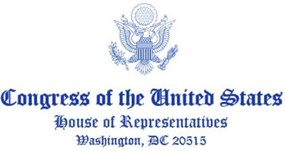 Congress of the United States
House of Representatives
Washington, DC 20515